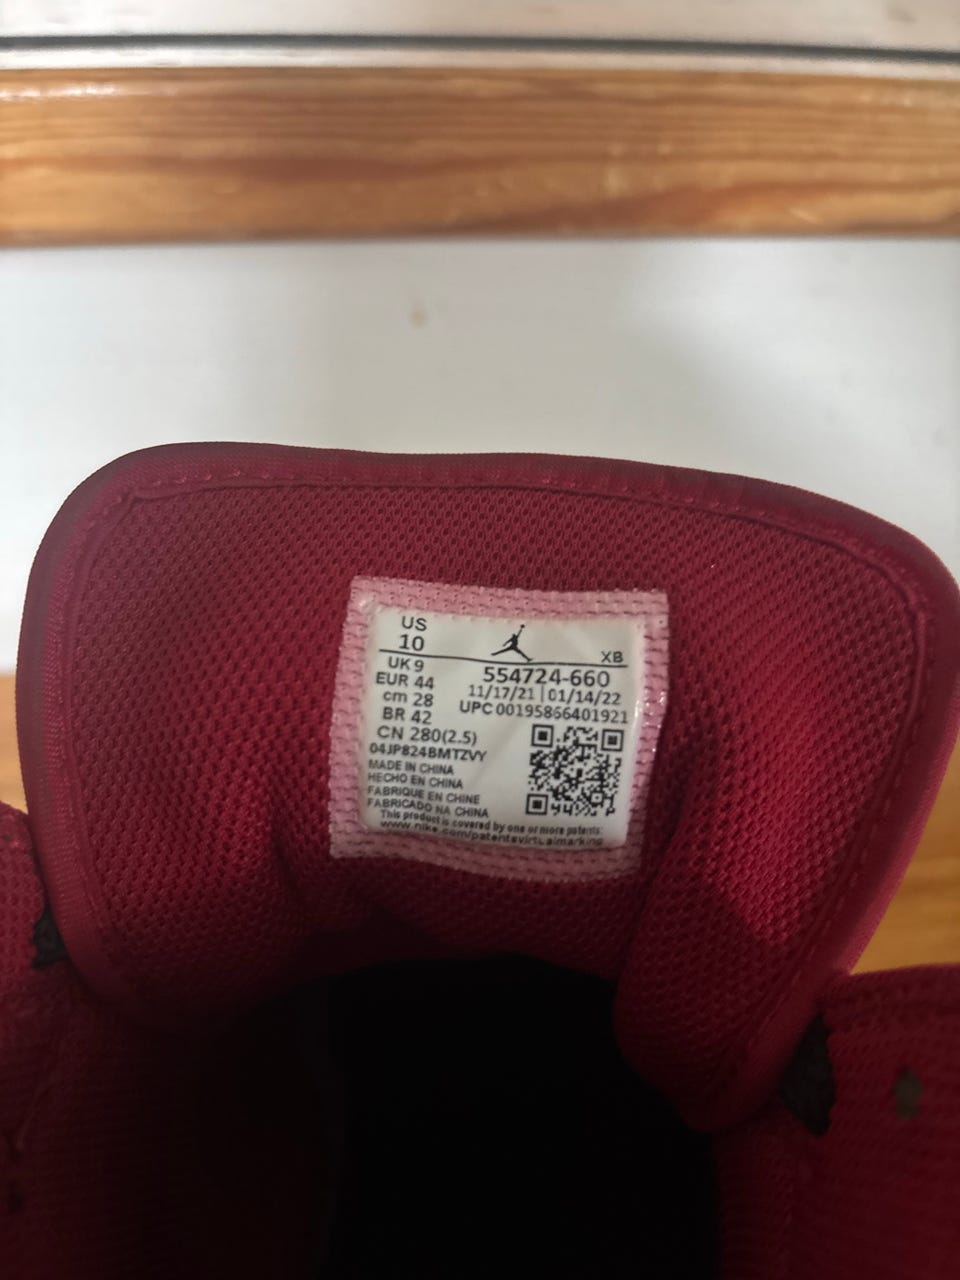 US
10
XB
UK 9
EUR 44
cm 28
BR 42
CN 280(2.5)
04JP824BMTZVY
554724-660
11/17/21 | 01/14/22
UPC 00195866401921
MADE IN CHINA
HECHO EN CHINA
FABRIQUE EN CHINE
FABRICADO NA CHINA
This product is covered by one or more patents:
www.nike.com/patentsvirtualmarking